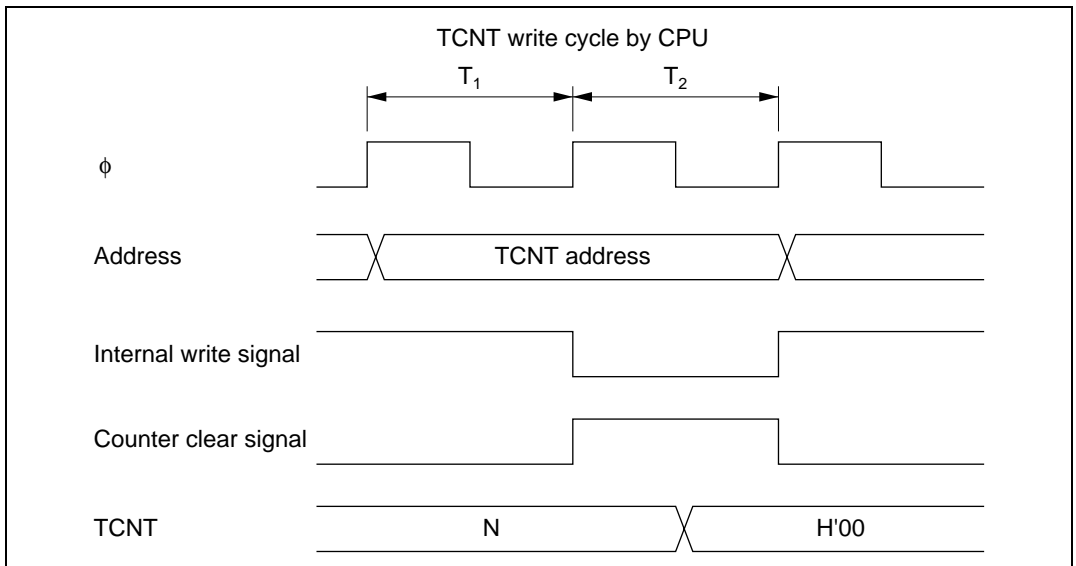 TCNT write cycle by CPU
T₁ T₂
ϕ
Address TCNT address
Internal write signal
Counter clear signal
TCNT N H'00